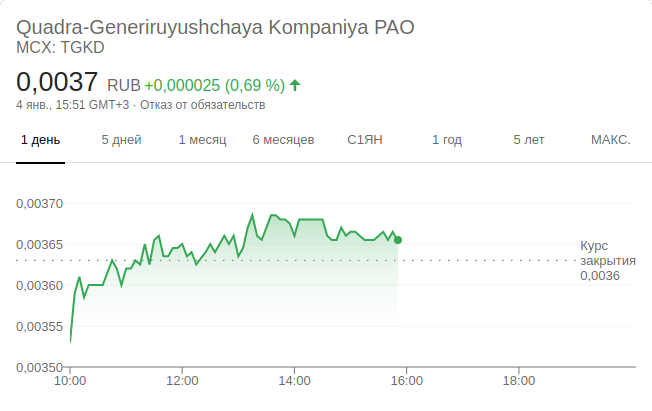 Quadra-Generiruyushchaya Kompaniya PAO
MCX: TGKD
0,0037 RUB +0,000025 (0,69 %)
4 янв., 15:51 GMT+3 · Отказ от обязательств
1 день 5 дней 1 месяц 6 месяцев С1ЯН 1 год 5 лет МАКС.
0,00370
0,00365
Курс
закрытия
0,0036
0,00360
0,00355
0,00350
10:00 12:00 14:00 16:00 18:00